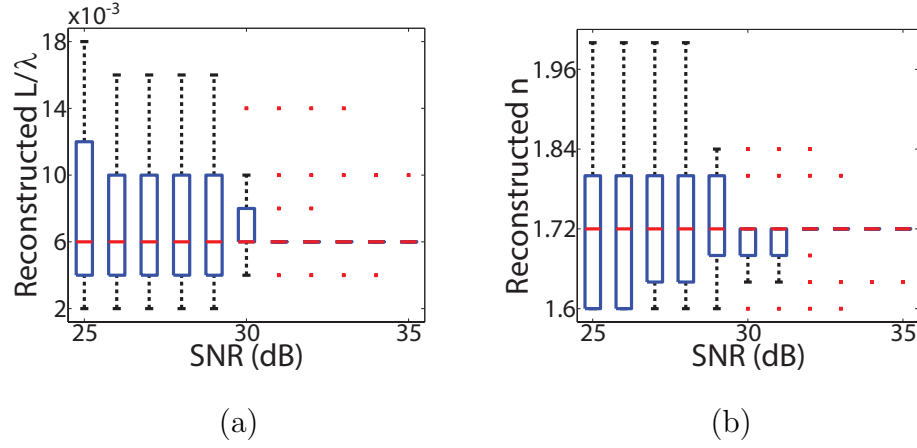 ×10⁻³
Reconstructed L/λ
18
14
10
6
2
25 30 35
SNR (dB)
(a)
Reconstructed n
1.96
1.84
1.72
1.6
25 30 35
SNR (dB)
(b)